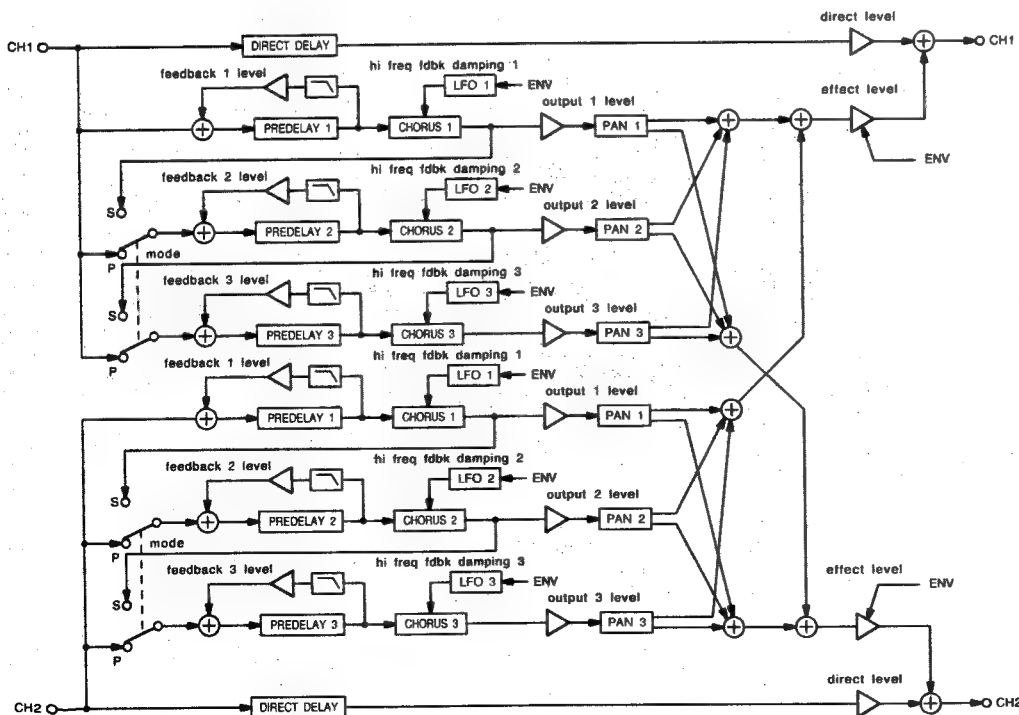 direct level
CH1 DIRECT DELAY CH1
hi freq fdbk damping 1
feedback 1 level LFO 1 ENV
output 1 level effect level
PREDELAY 1 CHORUS 1 PAN 1
ENV
hi freq fdbk damping 2
feedback 2 level LFO 2 ENV
S output 2 level
PREDELAY 2 CHORUS 2 PAN 2
P mode
hi freq fdbk damping 3
feedback 3 level LFO 3 ENV
S output 3 level
PREDELAY 3 CHORUS 3 PAN 3
P
hi freq fdbk damping 1
feedback 1 level LFO 1 ENV
output 1 level
PREDELAY 1 CHORUS 1 PAN 1
hi freq fdbk damping 2
feedback 2 level LFO 2 ENV
S output 2 level
PREDELAY 2 CHORUS 2 PAN 2
P mode
hi freq fdbk damping 3
feedback 3 level LFO 3 ENV effect level ENV
S output 3 level
PREDELAY 3 CHORUS 3 PAN 3
P
direct level
CH2 DIRECT DELAY CH2